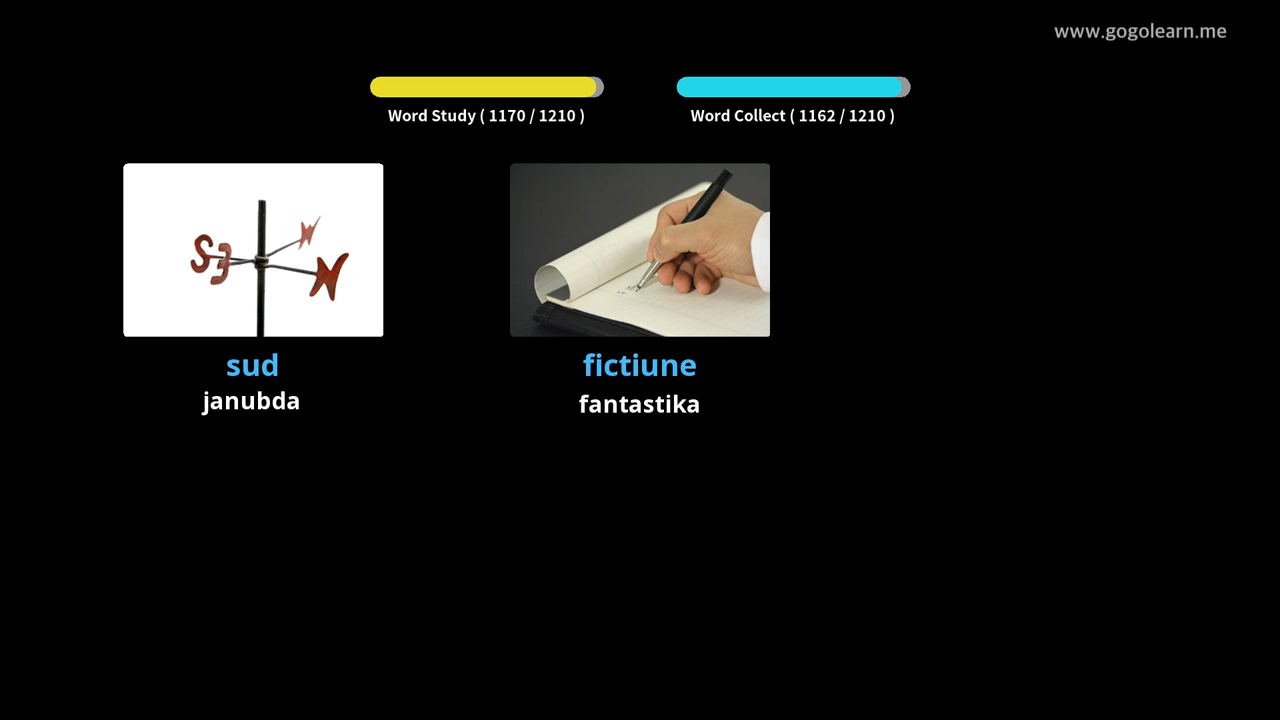 www.gogolearn.me
Word Study ( 1170 / 1210 )
Word Collect ( 1162 / 1210 )
sud
janubda
fictiune
fantastika